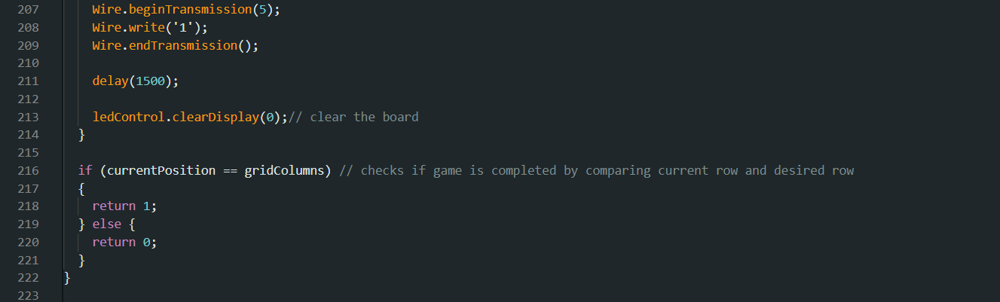 207 Wire.beginTransmission(5);
208 Wire.write('1');
209 Wire.endTransmission();
210
211 delay(1500);
212
213 ledControl.clearDisplay(0);// clear the board
214 }
215
216 if (currentPosition == gridColumns) // checks if game is completed by comparing current row and desired row
217 {
218 return 1;
219 } else {
220 return 0;
221 }
222 }
223